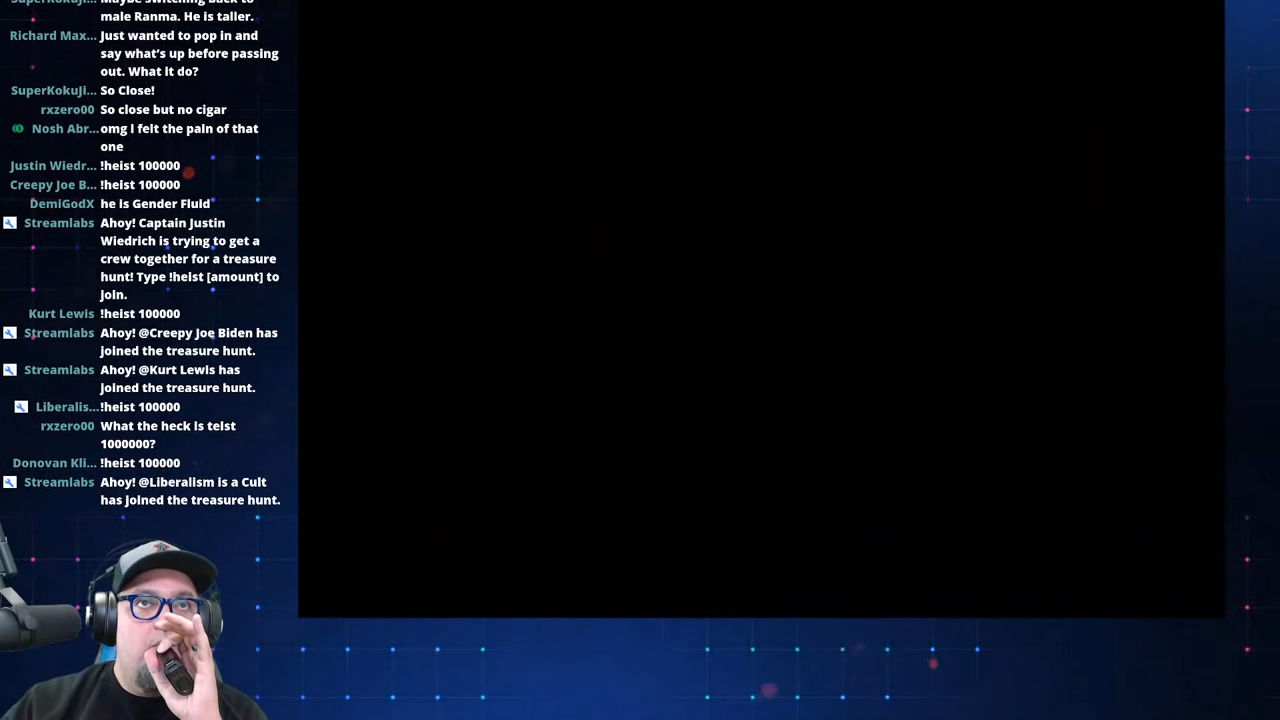 SuperKokuJi... Maybe switching back to
male Ranma. He is taller.
Richard Max... Just wanted to pop in and
say what's up before passing
out. What it do?
SuperKokuJi... So Close!
rxzero00 So close but no cigar
Nosh Abr... omg I felt the pain of that
one
Justin Wiedr... !heist 100000
Creepy Joe B... !heist 100000
DemiGodX he is Gender Fluid
Streamlabs Ahoy! Captain Justin
Wiedrich is trying to get a
crew together for a treasure
hunt! Type !heist [amount] to
join.
Kurt Lewis !heist 100000
Streamlabs Ahoy! @Creepy Joe Biden has
joined the treasure hunt.
Streamlabs Ahoy! @Kurt Lewis has
joined the treasure hunt.
Liberalis... !heist 100000
rxzero00 What the heck is teist
1000000?
Donovan Kli... !heist 100000
Streamlabs Ahoy! @Liberalism is a Cult
has joined the treasure hunt.